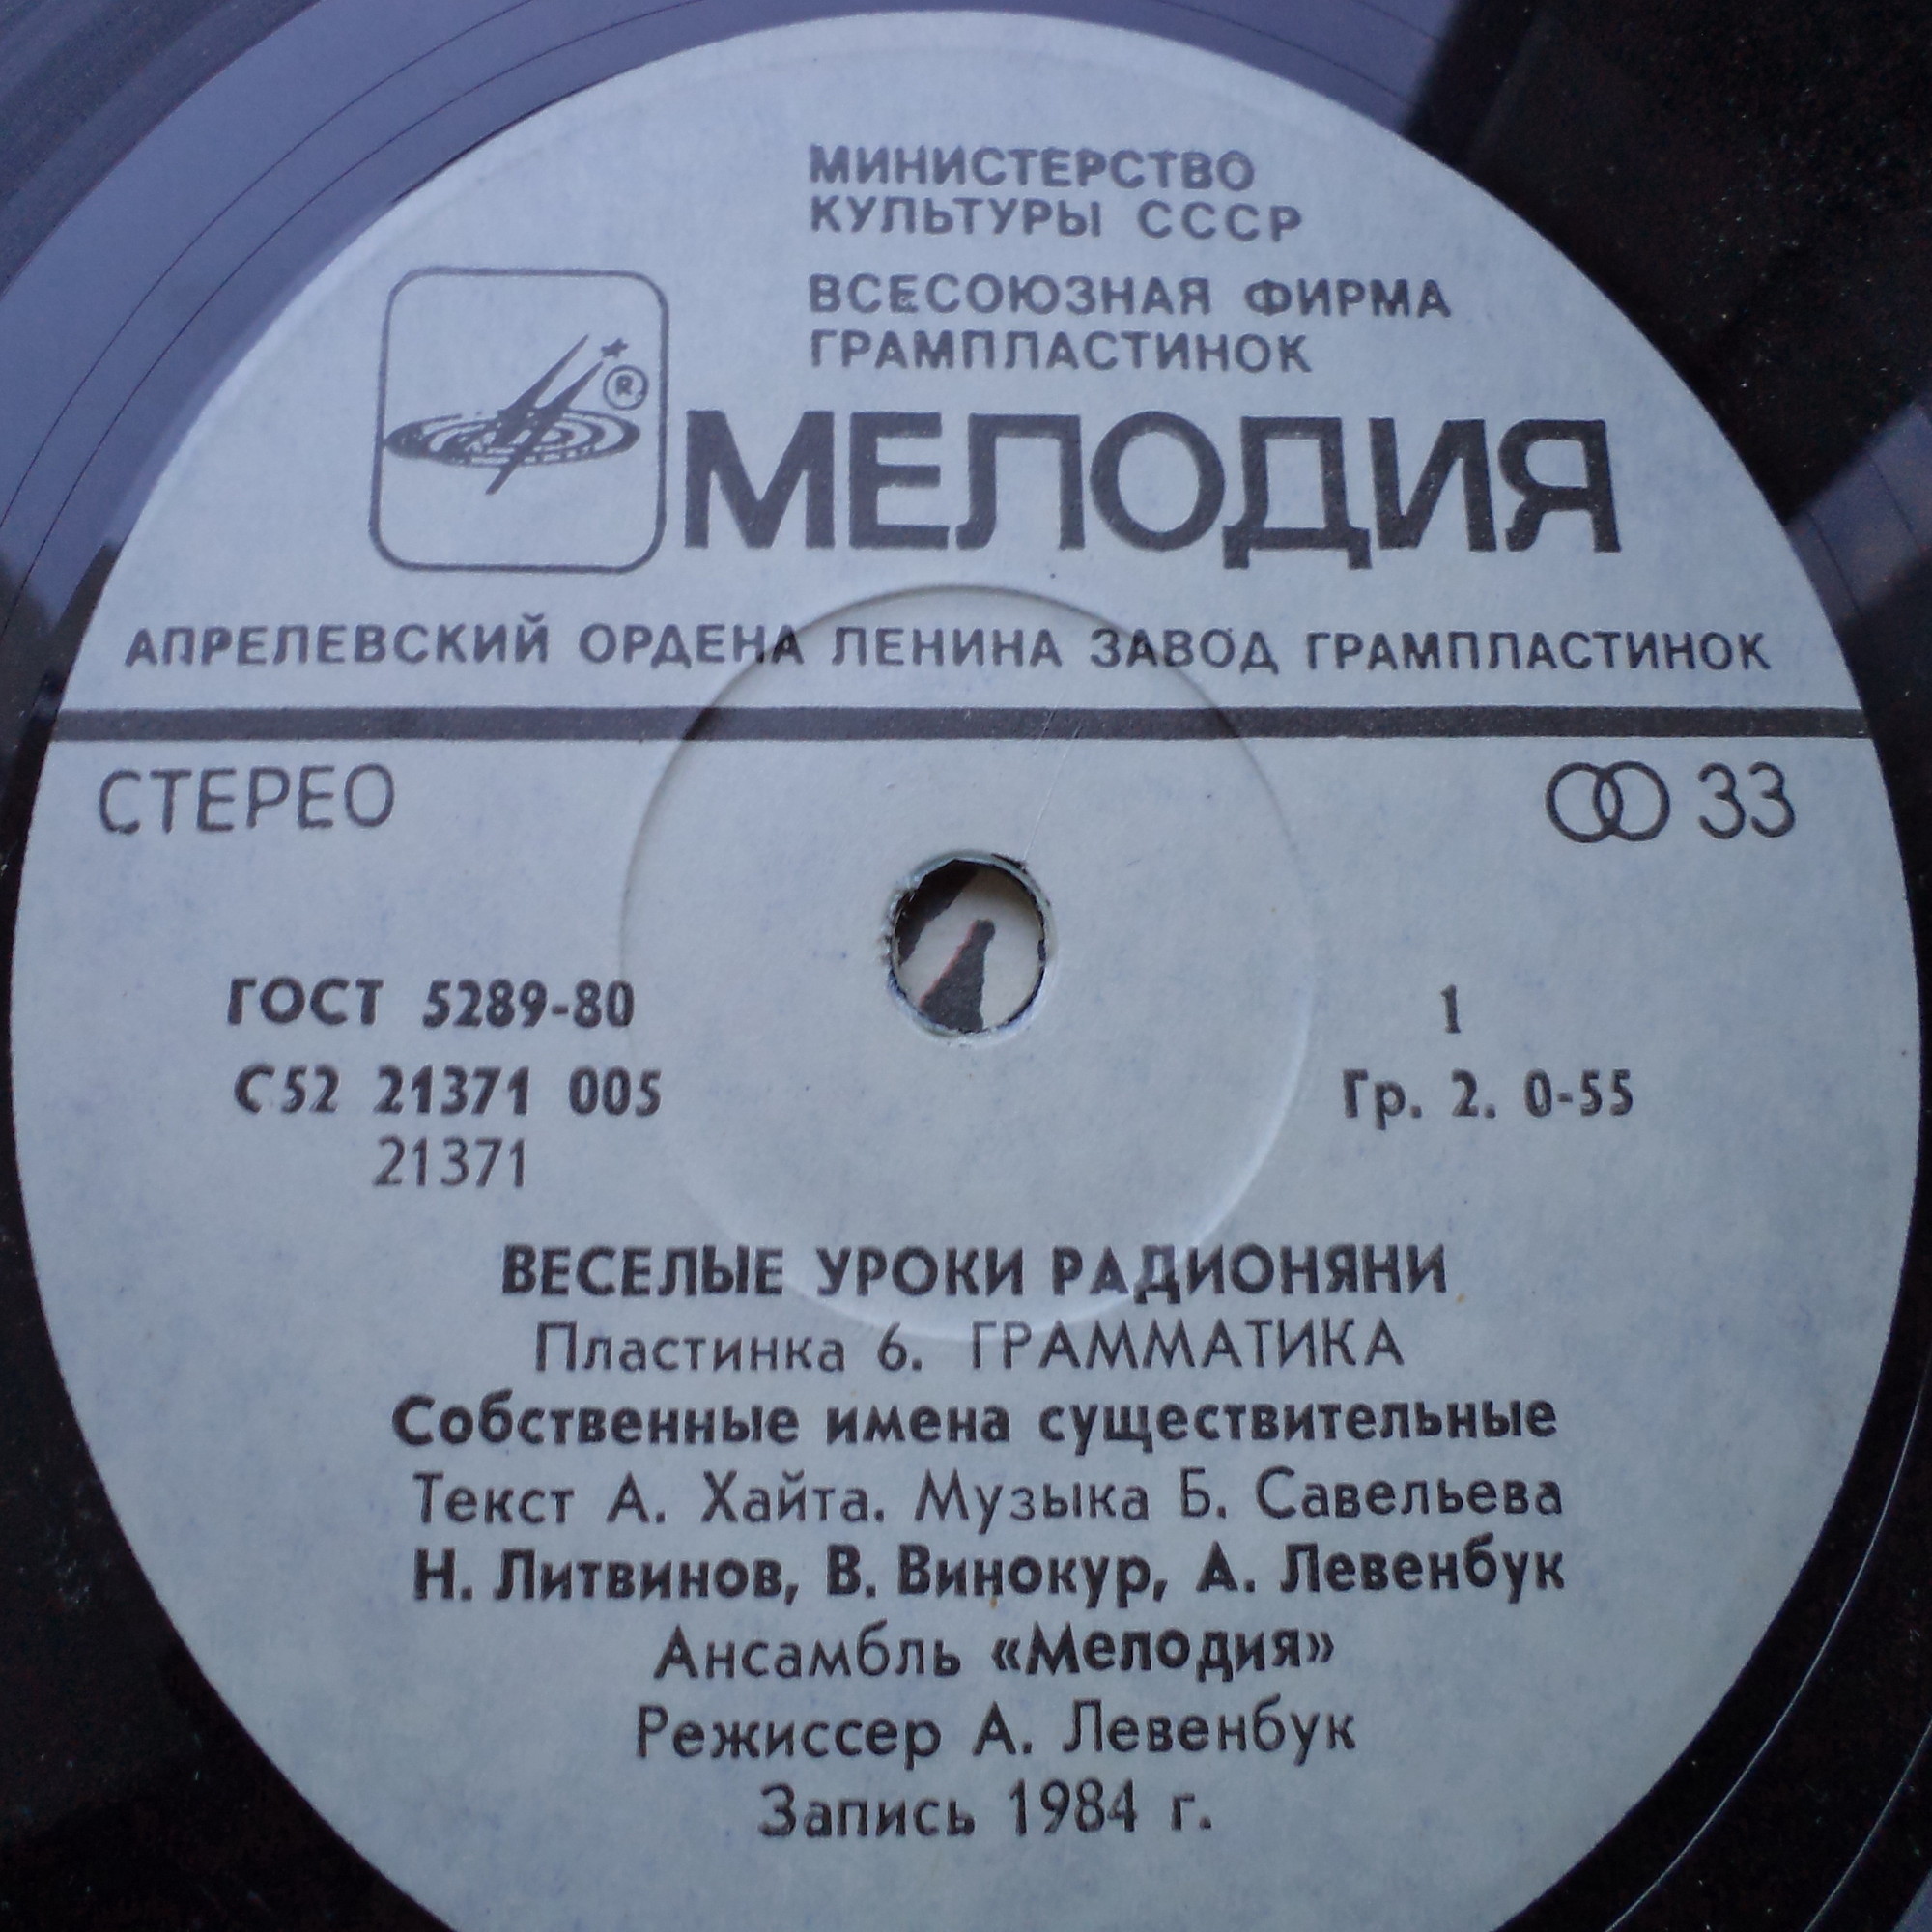 МИНИСТЕРСТВО
КУЛЬТУРЫ СССР
ВСЕСОЮЗНАЯ ФИРМА
ГРАМПЛАСТИНОК
®
МЕЛОДИЯ
АПРЕЛЕВСКИЙ ОРДЕНА ЛЕНИНА ЗАВОД ГРАМПЛАСТИНОК
СТЕРЕО
33
ГОСТ 5289-80
1
С52 21371 005
Гр. 2. 0-55
21371
ВЕСЕЛЫЕ УРОКИ РАДИОНЯНИ
Пластинка 6. ГРАММАТИКА
Собственные имена существительные
Текст А. Хайта. Музыка Б. Савельева
Н. Литвинов, В. Винокур, А. Левенбук
Ансамбль «Мелодия»
Режиссер А. Левенбук
Запись 1984 г.